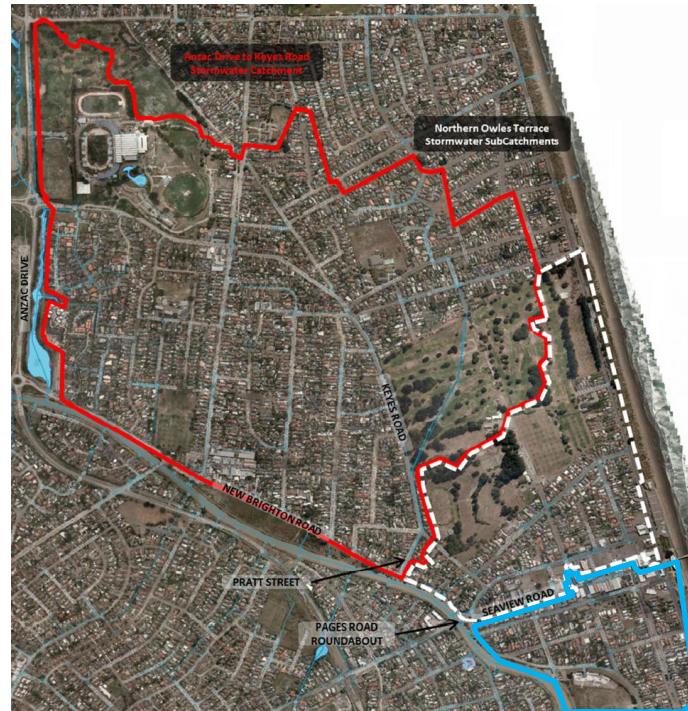 Anzac Drive to Keyes Road
Stormwater Catchment
Northern Owles Terrace
Stormwater SubCatchments
ANZAC DRIVE
KEYES ROAD
NEW BRIGHTON ROAD
PRATT STREET
SEAVIEW ROAD
PAGES ROAD
ROUNDABOUT